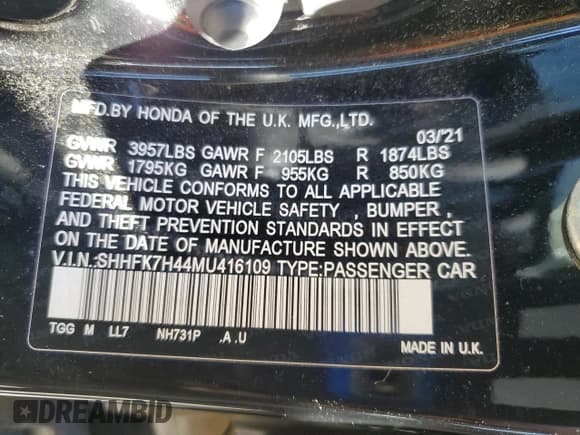 MFD.BY HONDA OF THE U.K. MFG.,LTD.
03/'21
GVWR 3957LBS GAWR F 2105LBS R 1874LBS
GVWR 1795KG GAWR F 955KG R 850KG
THIS VEHICLE CONFORMS TO ALL APPLICABLE
FEDERAL MOTOR VEHICLE SAFETY , BUMPER ,
AND THEFT PREVENTION STANDARDS IN EFFECT
ON THE DATE OF MANUFACTURE SHOWN ABOVE.
V.I.N.:SHHFK7H44MU416109 TYPE:PASSENGER CAR
TGG M LL7 NH731P .A .U
MADE IN U.K.
DREAMBID